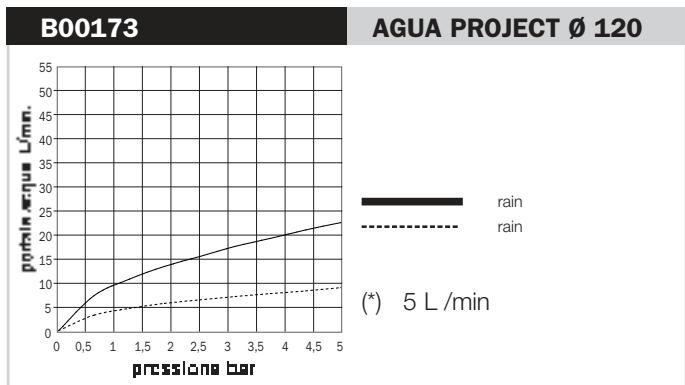 B00173
AGUA PROJECT Ø 120
55
50
45
40
35
30
25
20
15
10
5
0
0 0,5 1 1,5 2 2,5 3 3,5 4 4,5 5
portata acqua L/min.
pressione bar
rain
rain
(*) 5 L /min